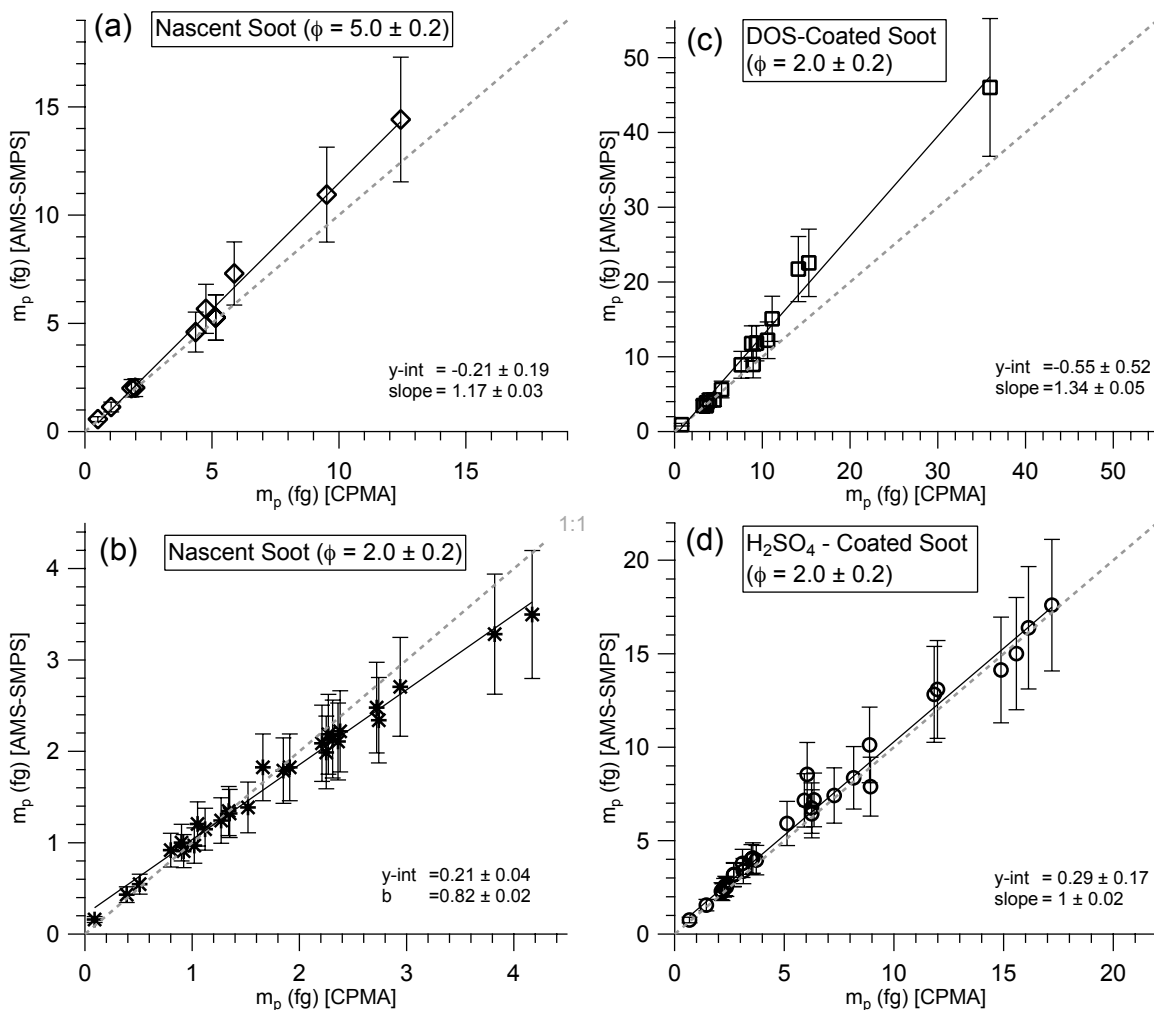 (a)
Nascent Soot (ϕ = 5.0 ± 0.2)
m_p (fg) [AMS-SMPS]
15
10
5
0
y-int = -0.21 ± 0.19
slope = 1.17 ± 0.03
0 5 10 15
m_p (fg) [CPMA]
(c)
DOS-Coated Soot
(ϕ = 2.0 ± 0.2)
m_p (fg) [AMS-SMPS]
50
40
30
20
10
0
y-int =-0.55 ± 0.52
slope =1.34 ± 0.05
0 10 20 30 40 50
m_p (fg) [CPMA]
1:1
(b)
Nascent Soot (ϕ = 2.0 ± 0.2)
m_p (fg) [AMS-SMPS]
4
3
2
1
0
y-int =0.21 ± 0.04
b =0.82 ± 0.02
0 1 2 3 4
m_p (fg) [CPMA]
(d)
H₂SO₄ - Coated Soot
(ϕ = 2.0 ± 0.2)
m_p (fg) [AMS-SMPS]
20
15
10
5
0
y-int = 0.29 ± 0.17
slope = 1 ± 0.02
0 5 10 15 20
m_p (fg) [CPMA]